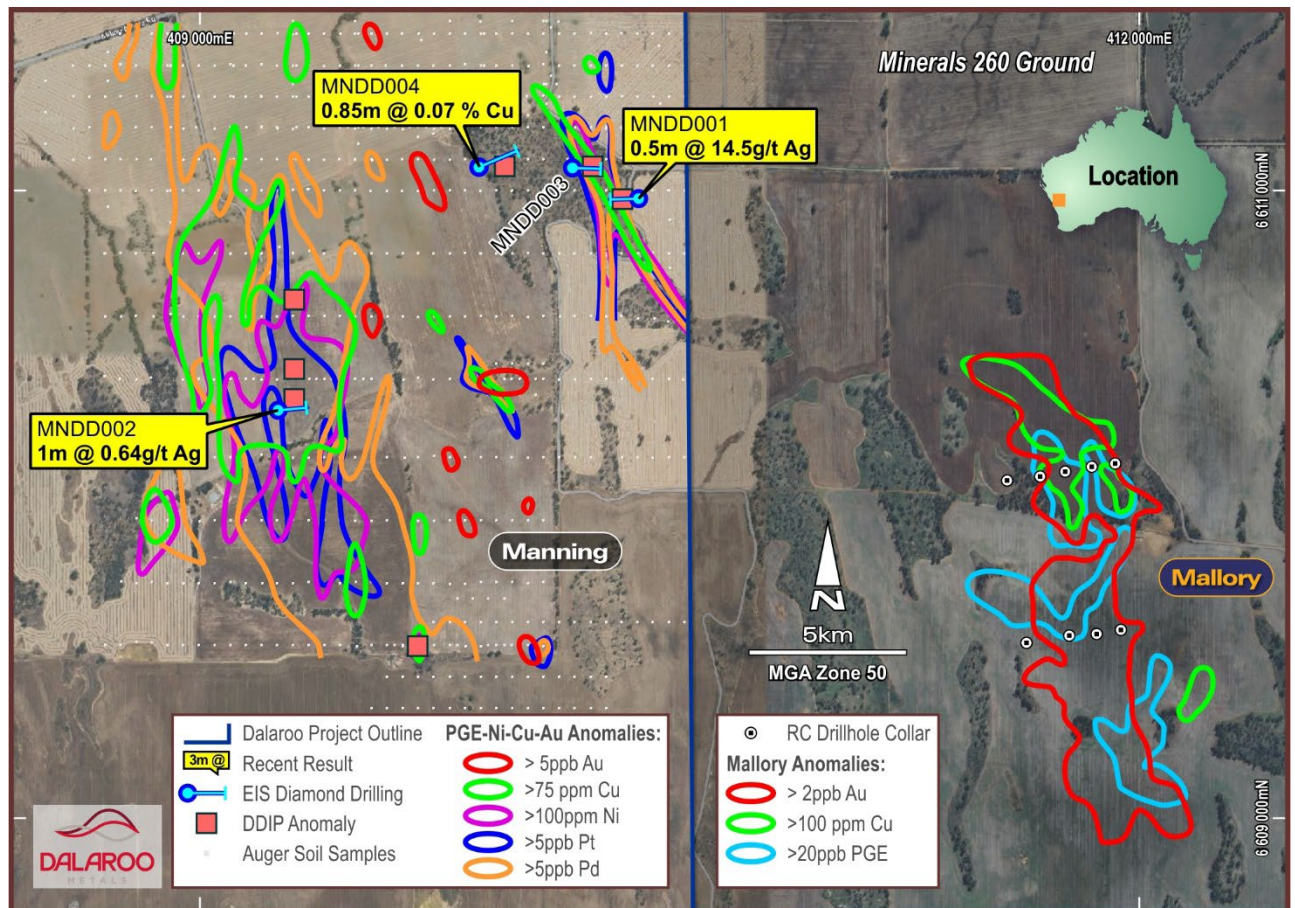 409 000mE
412 000mE
Minerals 260 Ground
MNDD004
0.85m @ 0.07 % Cu
MNDD001
0.5m @ 14.5g/t Ag
Location
6 611 000mN
MNDD003
MNDD002
1m @ 0.64g/t Ag
Manning
Mallory
N
5km
MGA Zone 50
Dalaroo Project Outline
3m @
Recent Result
EIS Diamond Drilling
DDIP Anomaly
Auger Soil Samples
PGE-Ni-Cu-Au Anomalies:
> 5ppb Au
>75 ppm Cu
>100ppm Ni
>5ppb Pt
>5ppb Pd
RC Drillhole Collar
Mallory Anomalies:
> 2ppb Au
>100 ppm Cu
>20ppb PGE
6 609 000mN
DALAROO
METALS